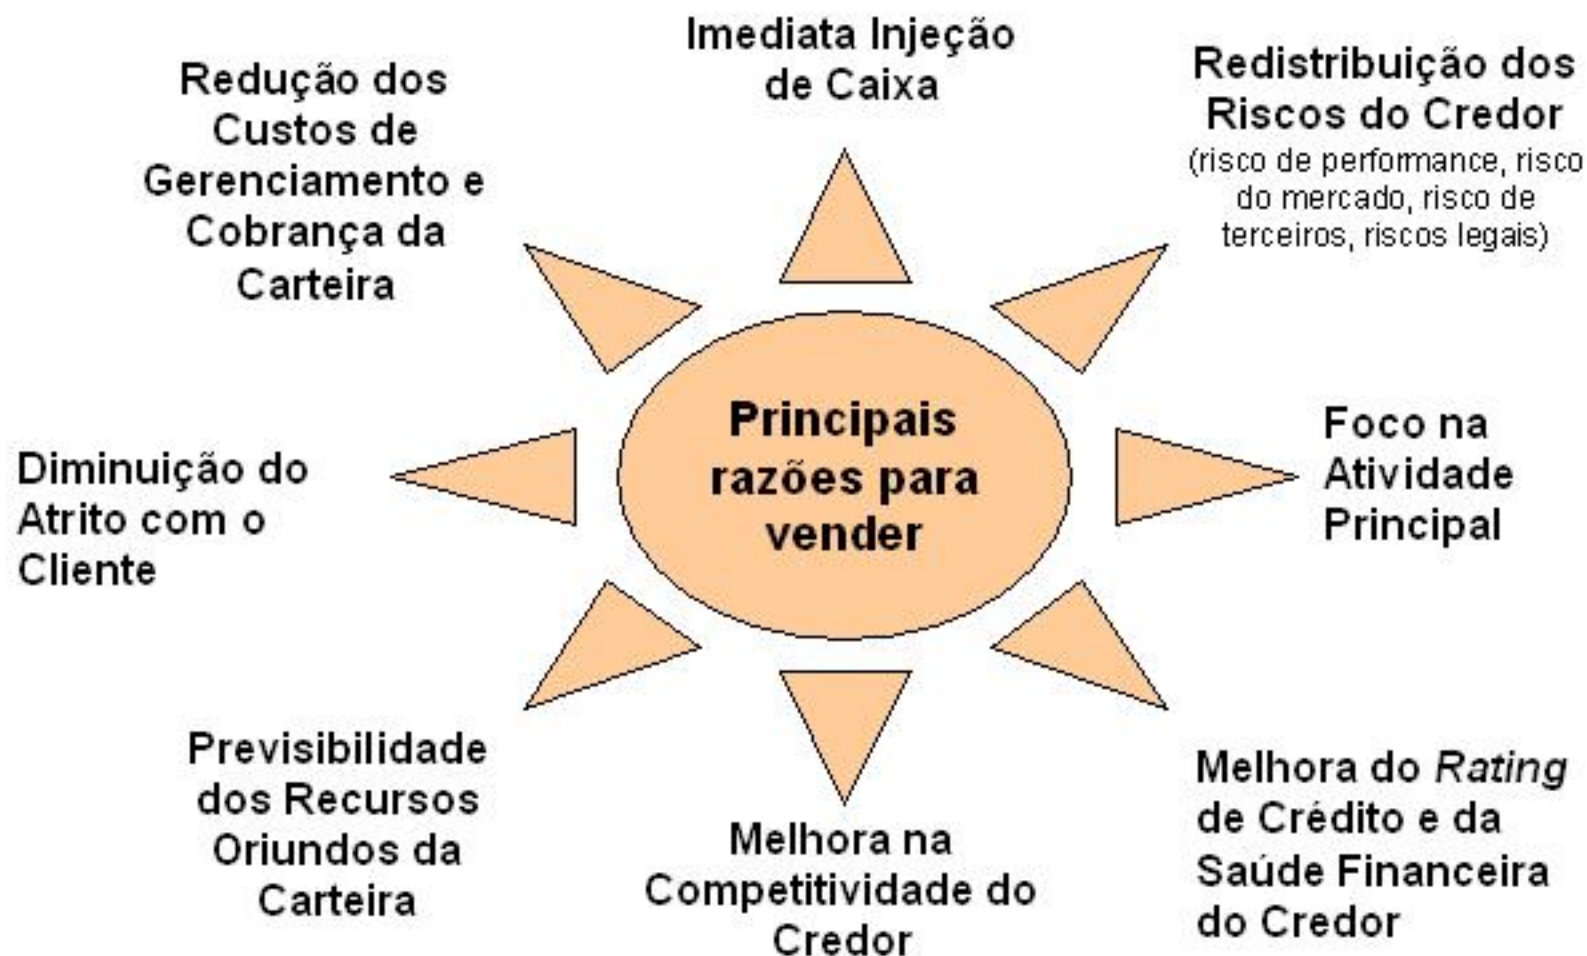 Imediata Injeção
de Caixa
Redistribuição dos
Riscos do Credor
(risco de performance, risco
do mercado, risco de
terceiros, riscos legais)
Foco na
Atividade
Principal
Melhora do Rating
de Crédito e da
Saúde Financeira
do Credor
Melhora na
Competitividade do
Credor
Previsibilidade
dos Recursos
Oriundos da
Carteira
Diminuição do
Atrito com o
Cliente
Redução dos
Custos de
Gerenciamento e
Cobrança da
Carteira
Principais
razões para
vender